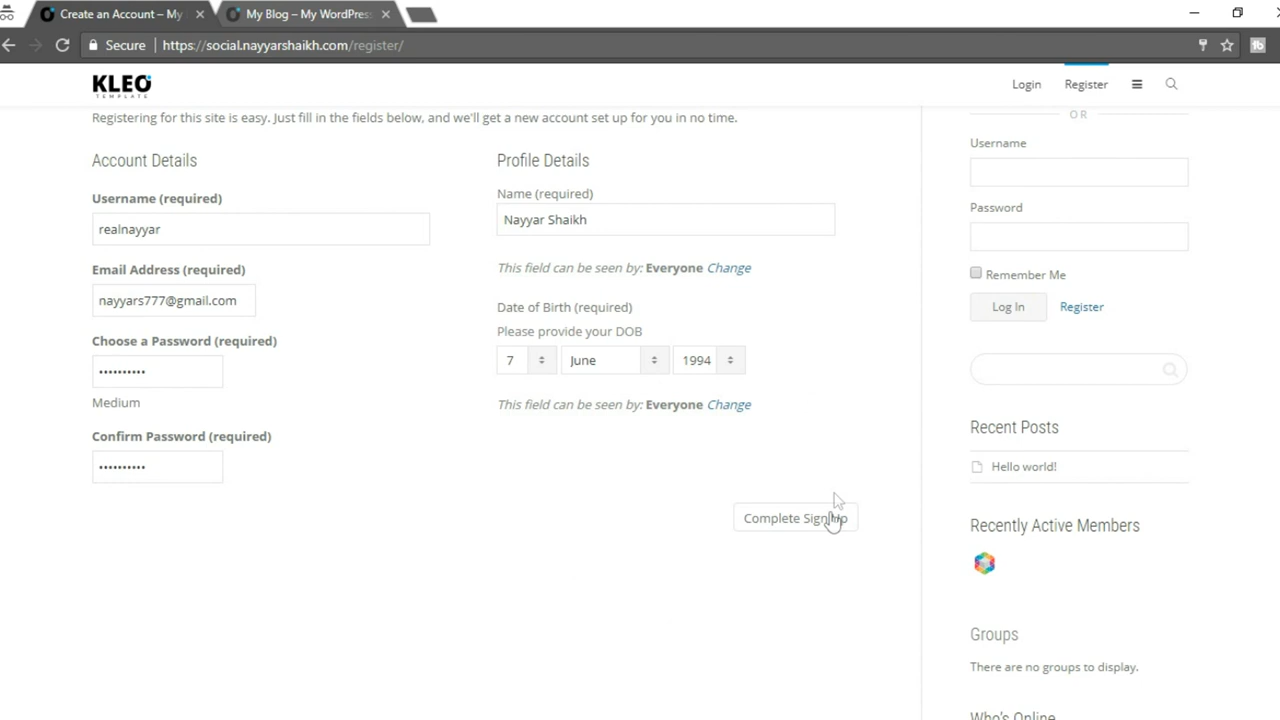 Create an Account – My
My Blog – My WordPress
Secure
https://social.nayyarshaikh.com/register/
KLEO
TEMPLATE
Login
Register
Registering for this site is easy. Just fill in the fields below, and we'll get a new account set up for you in no time.
Account Details
Username (required)
realnayyar
Email Address (required)
nayyars777@gmail.com
Choose a Password (required)
••••••••••
Medium
Confirm Password (required)
••••••••••
Profile Details
Name (required)
Nayyar Shaikh
This field can be seen by: Everyone Change
Date of Birth (required)
Please provide your DOB
7 June 1994
This field can be seen by: Everyone Change
Complete Sign Up
OR
Username
Password
Remember Me
Log In Register
Recent Posts
Hello world!
Recently Active Members
Groups
There are no groups to display.
Who's Online